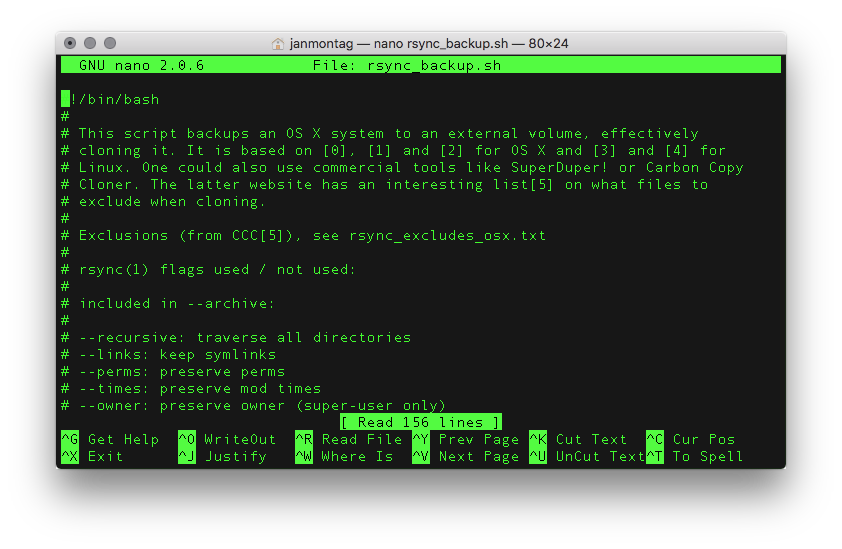 janmontag — nano rsync_backup.sh — 80×24
GNU nano 2.0.6 File: rsync_backup.sh
!/bin/bash
#
# This script backups an OS X system to an external volume, effectively
# cloning it. It is based on [0], [1] and [2] for OS X and [3] and [4] for
# Linux. One could also use commercial tools like SuperDuper! or Carbon Copy
# Cloner. The latter website has an interesting list[5] on what files to
# exclude when cloning.
#
# Exclusions (from CCC[5]), see rsync_excludes_osx.txt
#
# rsync(1) flags used / not used:
#
# included in --archive:
#
# --recursive: traverse all directories
# --links: keep symlinks
# --perms: preserve perms
# --times: preserve mod times
# --owner: preserve owner (super-user only)
[ Read 156 lines ]
^G Get Help ^O WriteOut ^R Read File ^Y Prev Page ^K Cut Text ^C Cur Pos
^X Exit ^J Justify ^W Where Is ^V Next Page ^U UnCut Text ^T To Spell